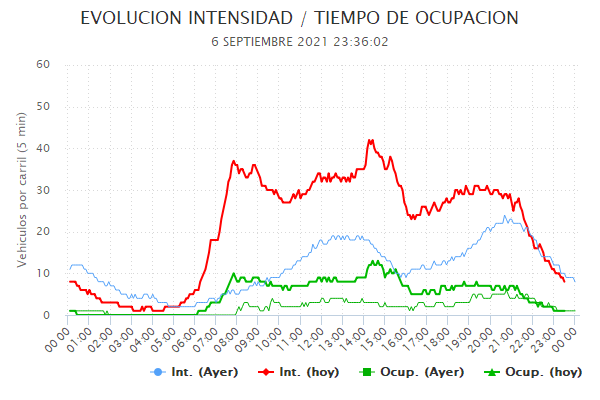 EVOLUCION INTENSIDAD / TIEMPO DE OCUPACION
6 SEPTIEMBRE 2021 23:36:02
Vehiculos por carril (5 min)
60
50
40
30
20
10
0
00:00 01:00 02:00 03:00 04:00 05:00 06:00 07:00 08:00 09:00 10:00 11:00 12:00 13:00 14:00 15:00 16:00 17:00 18:00 19:00 20:00 21:00 22:00 23:00 00:00
Int. (Ayer) Int. (hoy) Ocup. (Ayer) Ocup. (hoy)